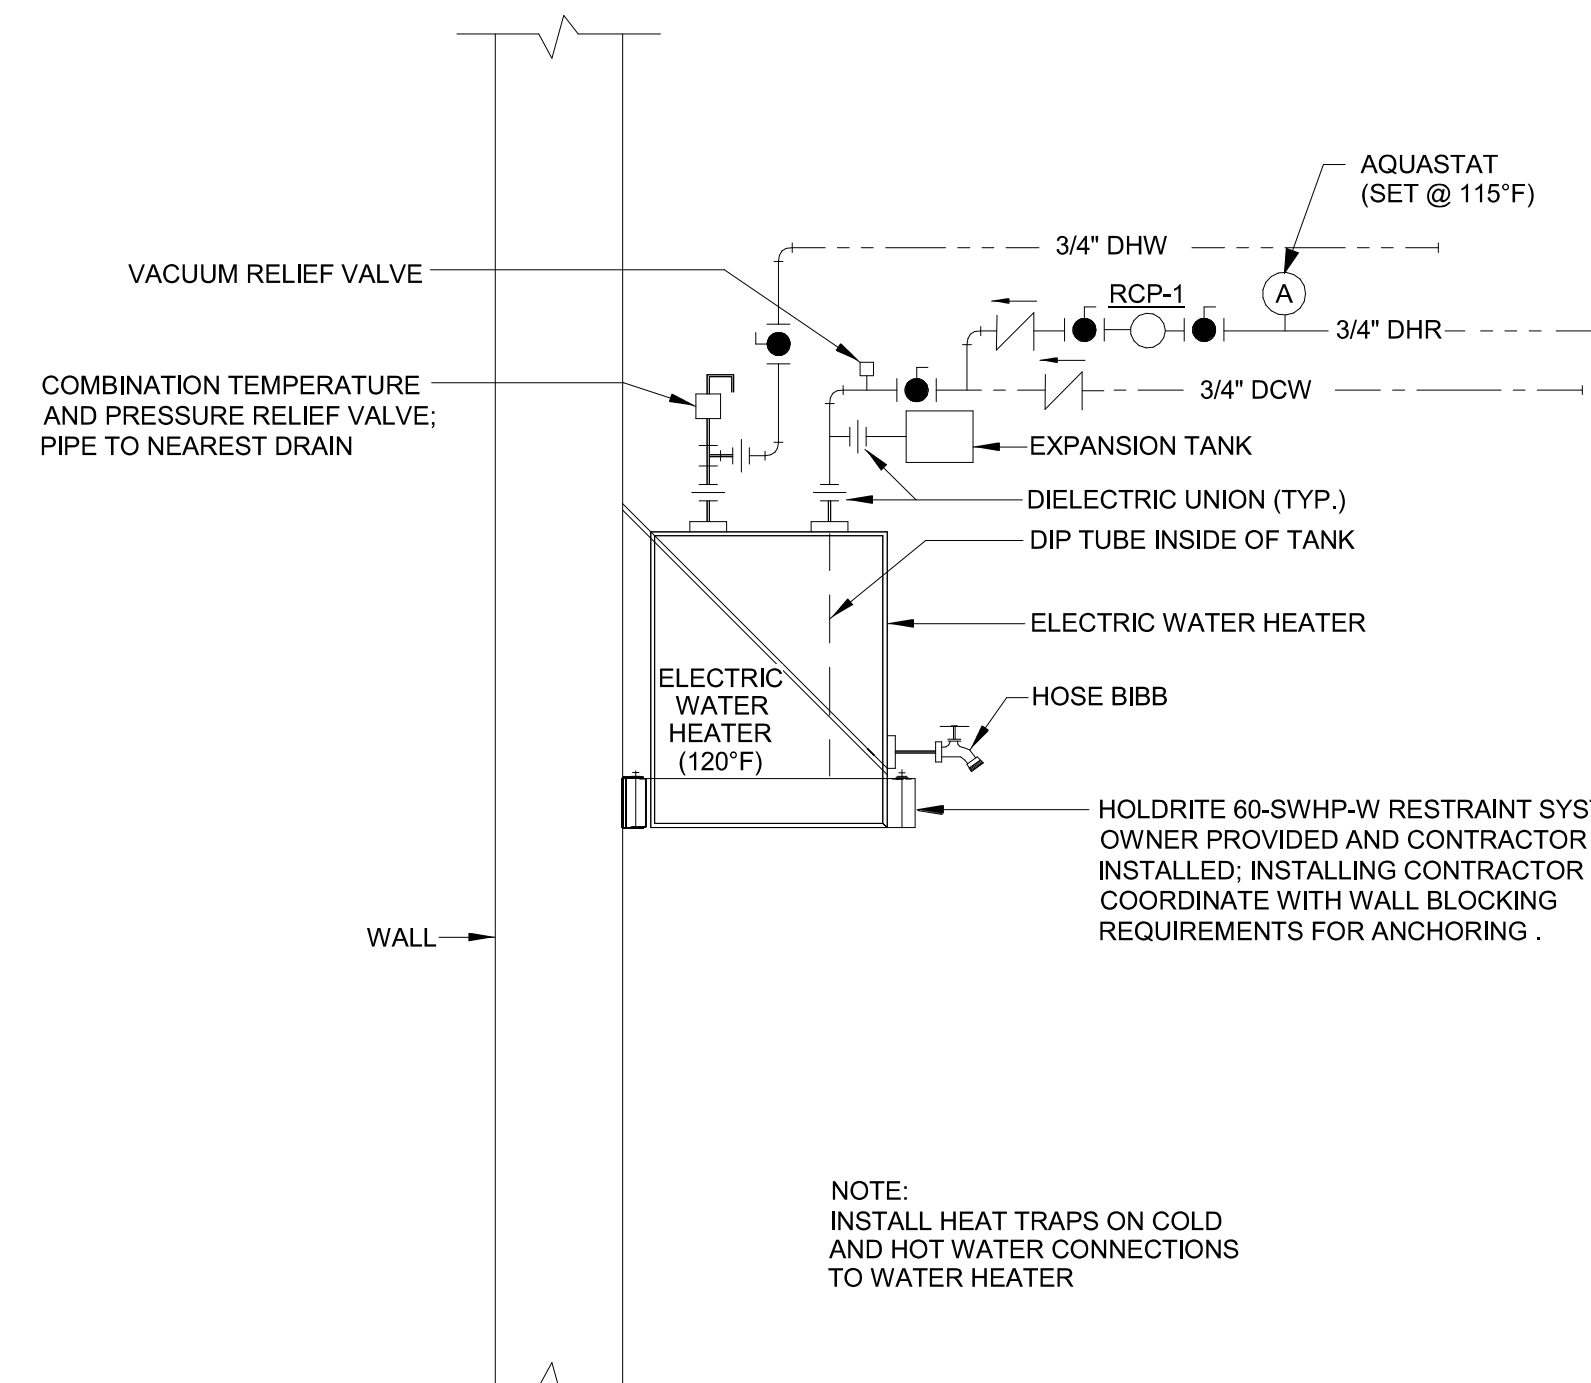 AQUASTAT
(SET @ 115°F)
3/4" DHW
VACUUM RELIEF VALVE
RCP-1
A
3/4" DHR
COMBINATION TEMPERATURE
AND PRESSURE RELIEF VALVE;
PIPE TO NEAREST DRAIN
3/4" DCW
EXPANSION TANK
DIELECTRIC UNION (TYP.)
DIP TUBE INSIDE OF TANK
ELECTRIC WATER HEATER
ELECTRIC
WATER
HEATER
(120°F)
HOSE BIBB
HOLDRITE 60-SWHP-W RESTRAINT SYS
OWNER PROVIDED AND CONTRACTOR
INSTALLED; INSTALLING CONTRACTOR
COORDINATE WITH WALL BLOCKING
REQUIREMENTS FOR ANCHORING .
WALL
NOTE:
INSTALL HEAT TRAPS ON COLD
AND HOT WATER CONNECTIONS
TO WATER HEATER